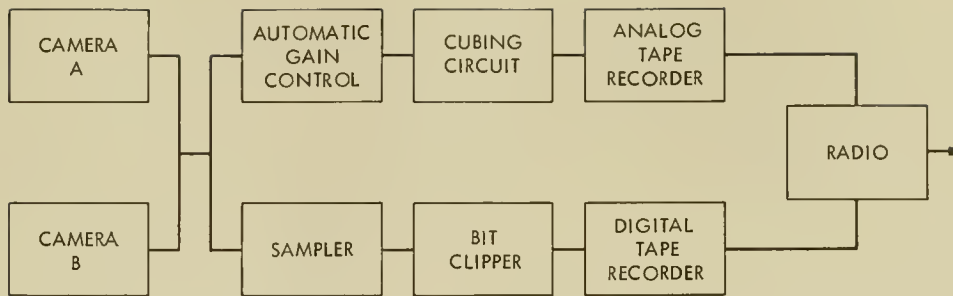 CAMERA
A
AUTOMATIC
GAIN
CONTROL
CUBING
CIRCUIT
ANALOG
TAPE
RECORDER
RADIO
CAMERA
B
SAMPLER
BIT
CLIPPER
DIGITAL
TAPE
RECORDER